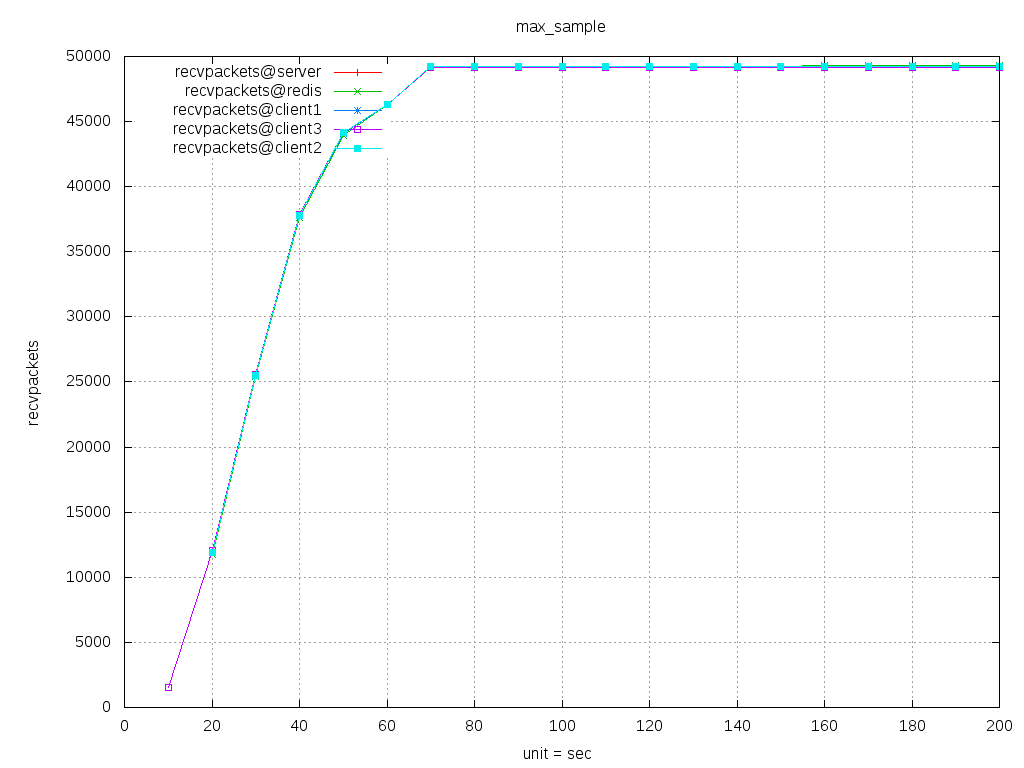 max_sample
50000
45000
40000
35000
30000
25000
20000
15000
10000
5000
0
recvpackets@server
recvpackets@redis
recvpackets@client1
recvpackets@client3
recvpackets@client2
recvpackets
0 20 40 60 80 100 120 140 160 180 200
unit = sec